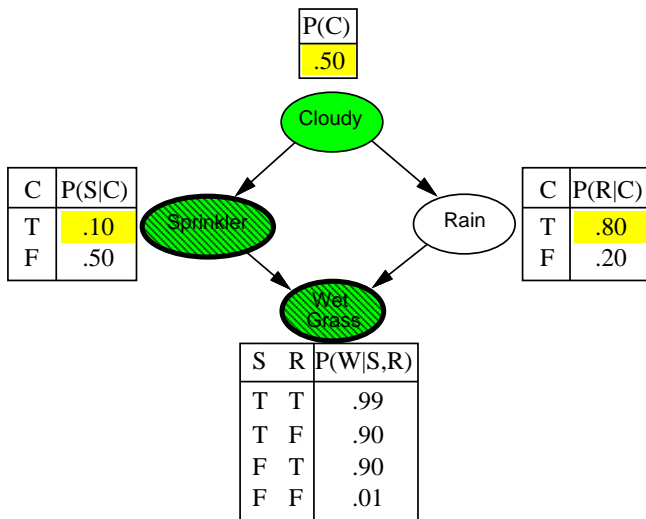 P(C)
.50
Cloudy
C P(S|C)
T .10
F .50
Sprinkler
Rain
C P(R|C)
T .80
F .20
Wet
Grass
S R P(W|S,R)
T T .99
T F .90
F T .90
F F .01